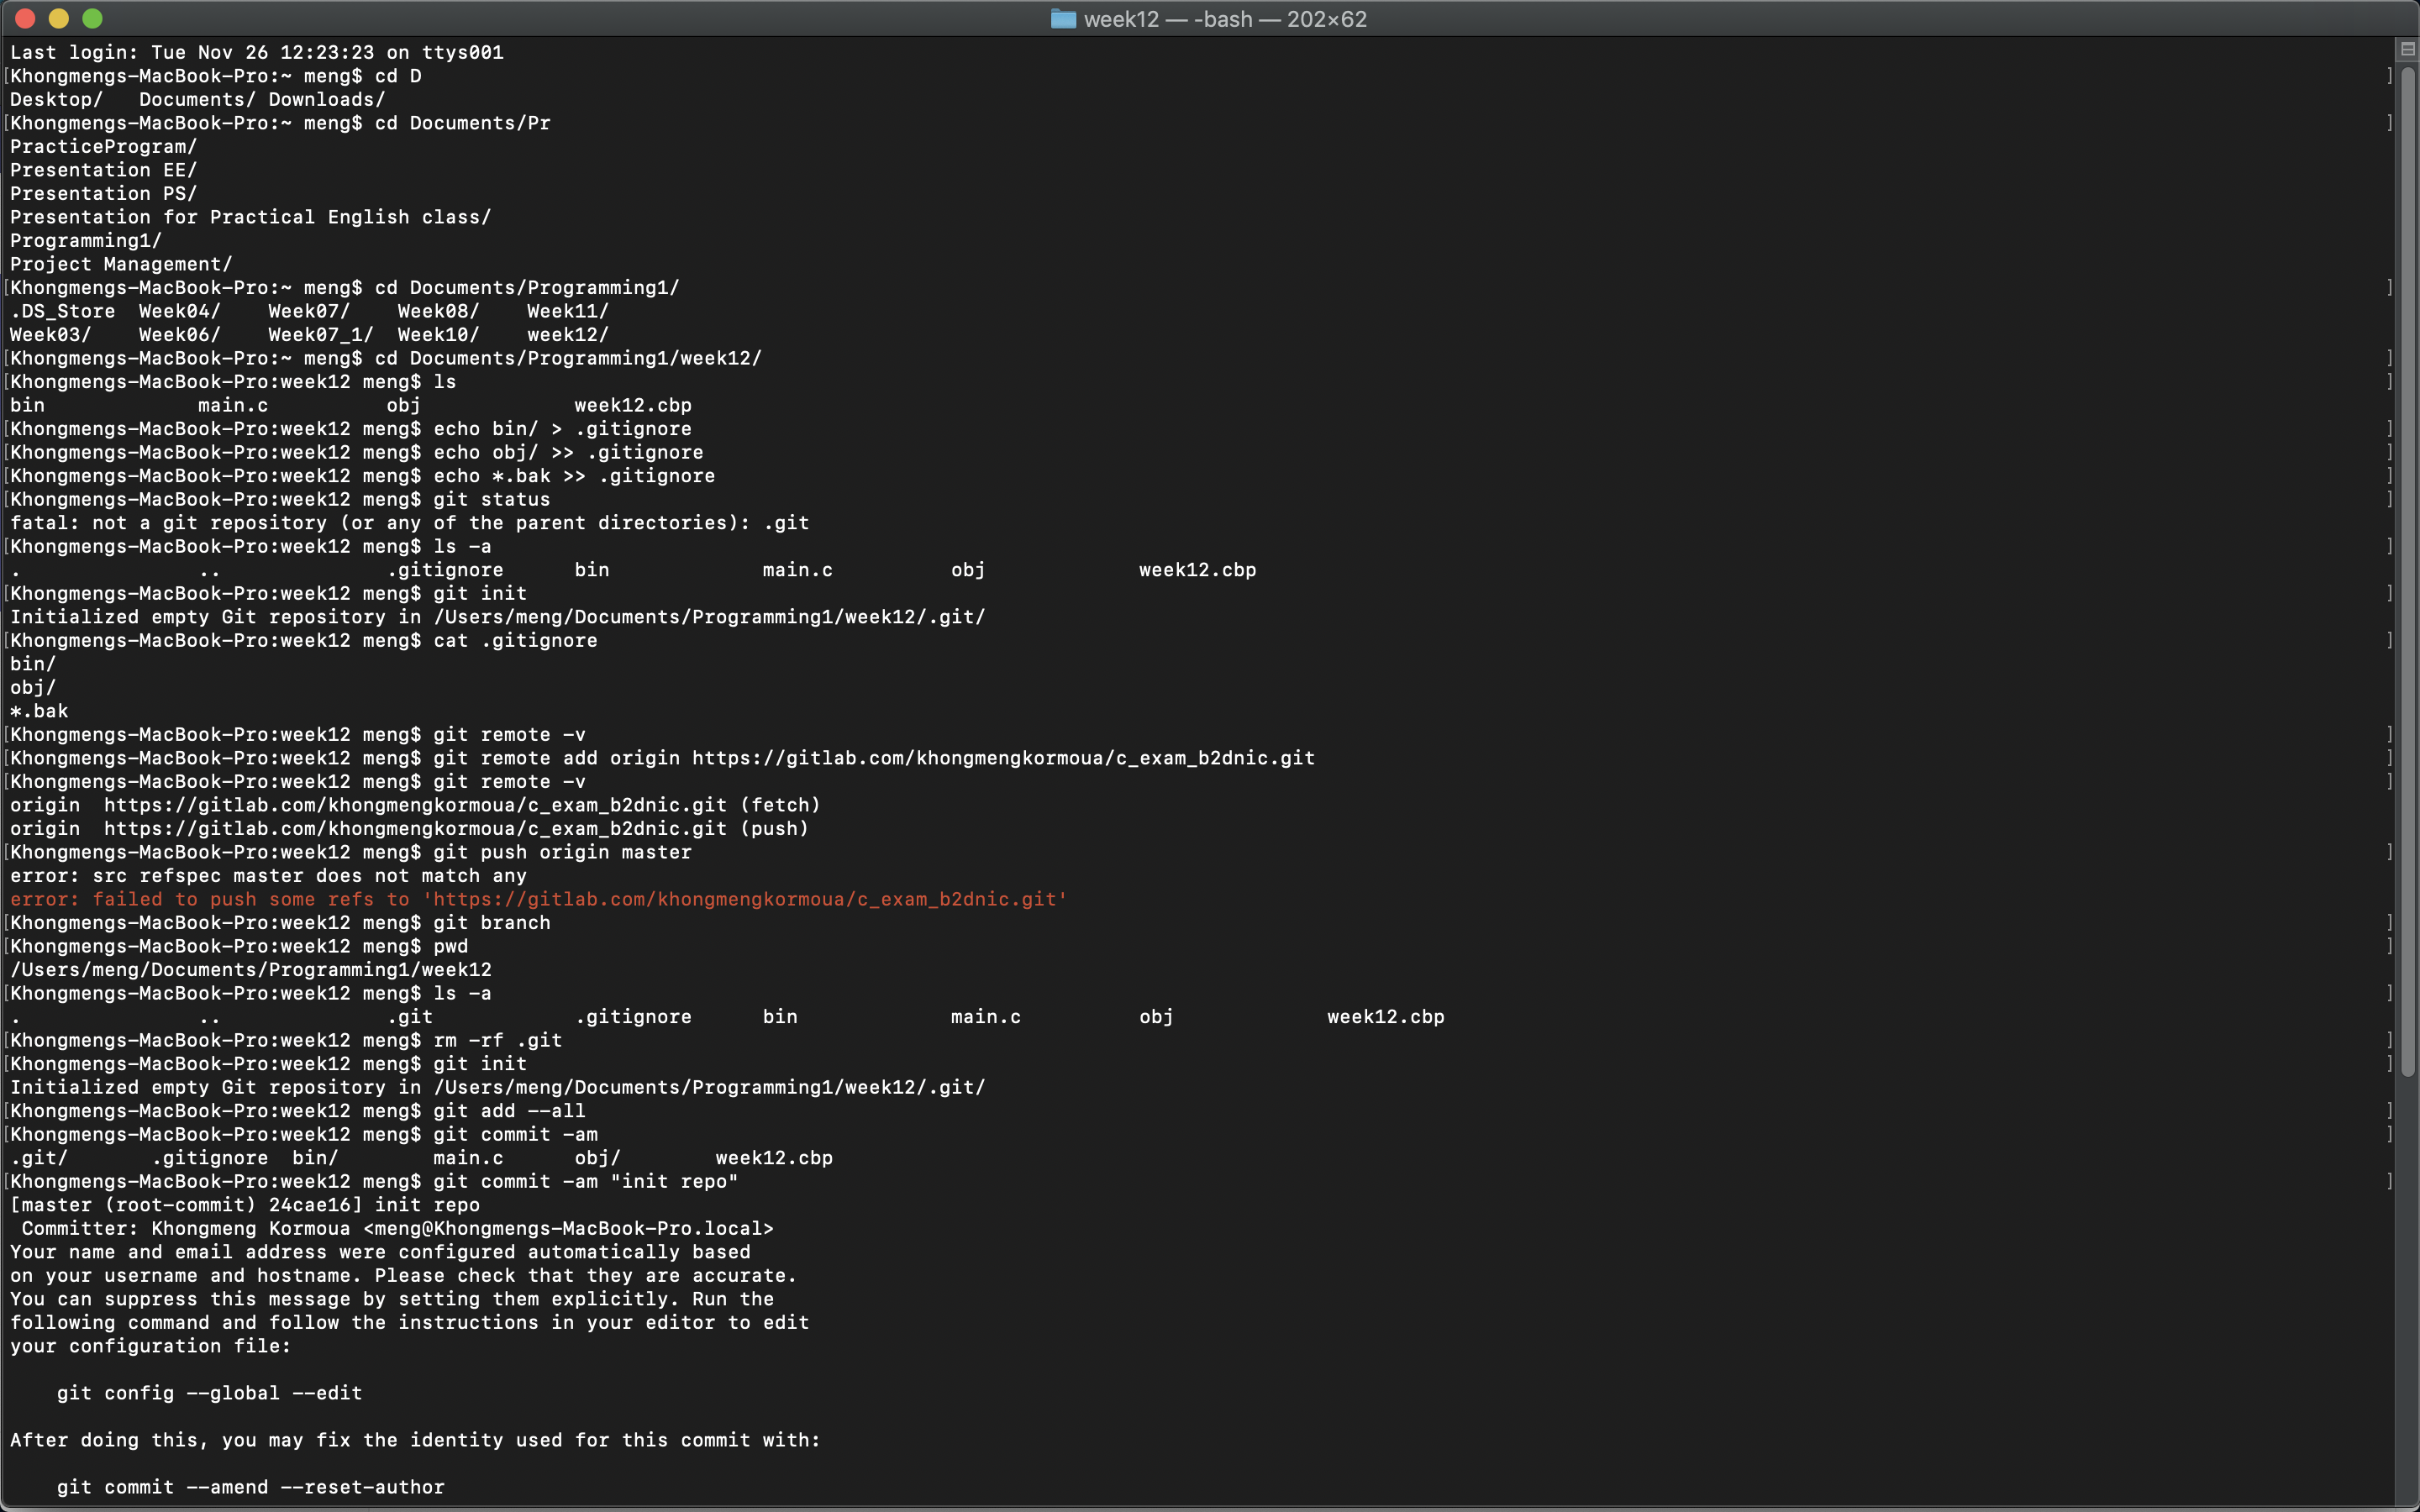 week12 — -bash — 202×62
Last login: Tue Nov 26 12:23:23 on ttys001
[Khongmengs-MacBook-Pro:~ meng$ cd D ]
Desktop/   Documents/ Downloads/
[Khongmengs-MacBook-Pro:~ meng$ cd Documents/Pr ]
PracticeProgram/
Presentation EE/
Presentation PS/
Presentation for Practical English class/
Programming1/
Project Management/
[Khongmengs-MacBook-Pro:~ meng$ cd Documents/Programming1/ ]
.DS_Store  Week04/    Week07/    Week08/    Week11/
Week03/    Week06/    Week07_1/  Week10/    week12/
[Khongmengs-MacBook-Pro:~ meng$ cd Documents/Programming1/week12/ ]
[Khongmengs-MacBook-Pro:week12 meng$ ls ]
bin             main.c          obj             week12.cbp
[Khongmengs-MacBook-Pro:week12 meng$ echo bin/ > .gitignore ]
[Khongmengs-MacBook-Pro:week12 meng$ echo obj/ >> .gitignore ]
[Khongmengs-MacBook-Pro:week12 meng$ echo *.bak >> .gitignore ]
[Khongmengs-MacBook-Pro:week12 meng$ git status ]
fatal: not a git repository (or any of the parent directories): .git
[Khongmengs-MacBook-Pro:week12 meng$ ls -a ]
.               ..              .gitignore      bin             main.c          obj             week12.cbp
[Khongmengs-MacBook-Pro:week12 meng$ git init ]
Initialized empty Git repository in /Users/meng/Documents/Programming1/week12/.git/
[Khongmengs-MacBook-Pro:week12 meng$ cat .gitignore ]
bin/
obj/
*.bak
[Khongmengs-MacBook-Pro:week12 meng$ git remote -v ]
[Khongmengs-MacBook-Pro:week12 meng$ git remote add origin https://gitlab.com/khongmengkormoua/c_exam_b2dnic.git ]
[Khongmengs-MacBook-Pro:week12 meng$ git remote -v ]
origin  https://gitlab.com/khongmengkormoua/c_exam_b2dnic.git (fetch)
origin  https://gitlab.com/khongmengkormoua/c_exam_b2dnic.git (push)
[Khongmengs-MacBook-Pro:week12 meng$ git push origin master ]
error: src refspec master does not match any
error: failed to push some refs to 'https://gitlab.com/khongmengkormoua/c_exam_b2dnic.git'
[Khongmengs-MacBook-Pro:week12 meng$ git branch ]
[Khongmengs-MacBook-Pro:week12 meng$ pwd ]
/Users/meng/Documents/Programming1/week12
[Khongmengs-MacBook-Pro:week12 meng$ ls -a ]
.               ..              .git            .gitignore      bin             main.c          obj             week12.cbp
[Khongmengs-MacBook-Pro:week12 meng$ rm -rf .git ]
[Khongmengs-MacBook-Pro:week12 meng$ git init ]
Initialized empty Git repository in /Users/meng/Documents/Programming1/week12/.git/
[Khongmengs-MacBook-Pro:week12 meng$ git add --all ]
[Khongmengs-MacBook-Pro:week12 meng$ git commit -am ]
.git/       .gitignore  bin/        main.c      obj/        week12.cbp
[Khongmengs-MacBook-Pro:week12 meng$ git commit -am "init repo" ]
[master (root-commit) 24cae16] init repo
 Committer: Khongmeng Kormoua <meng@Khongmengs-MacBook-Pro.local>
Your name and email address were configured automatically based
on your username and hostname. Please check that they are accurate.
You can suppress this message by setting them explicitly. Run the
following command and follow the instructions in your editor to edit
your configuration file:
    git config --global --edit
After doing this, you may fix the identity used for this commit with:
    git commit --amend --reset-author